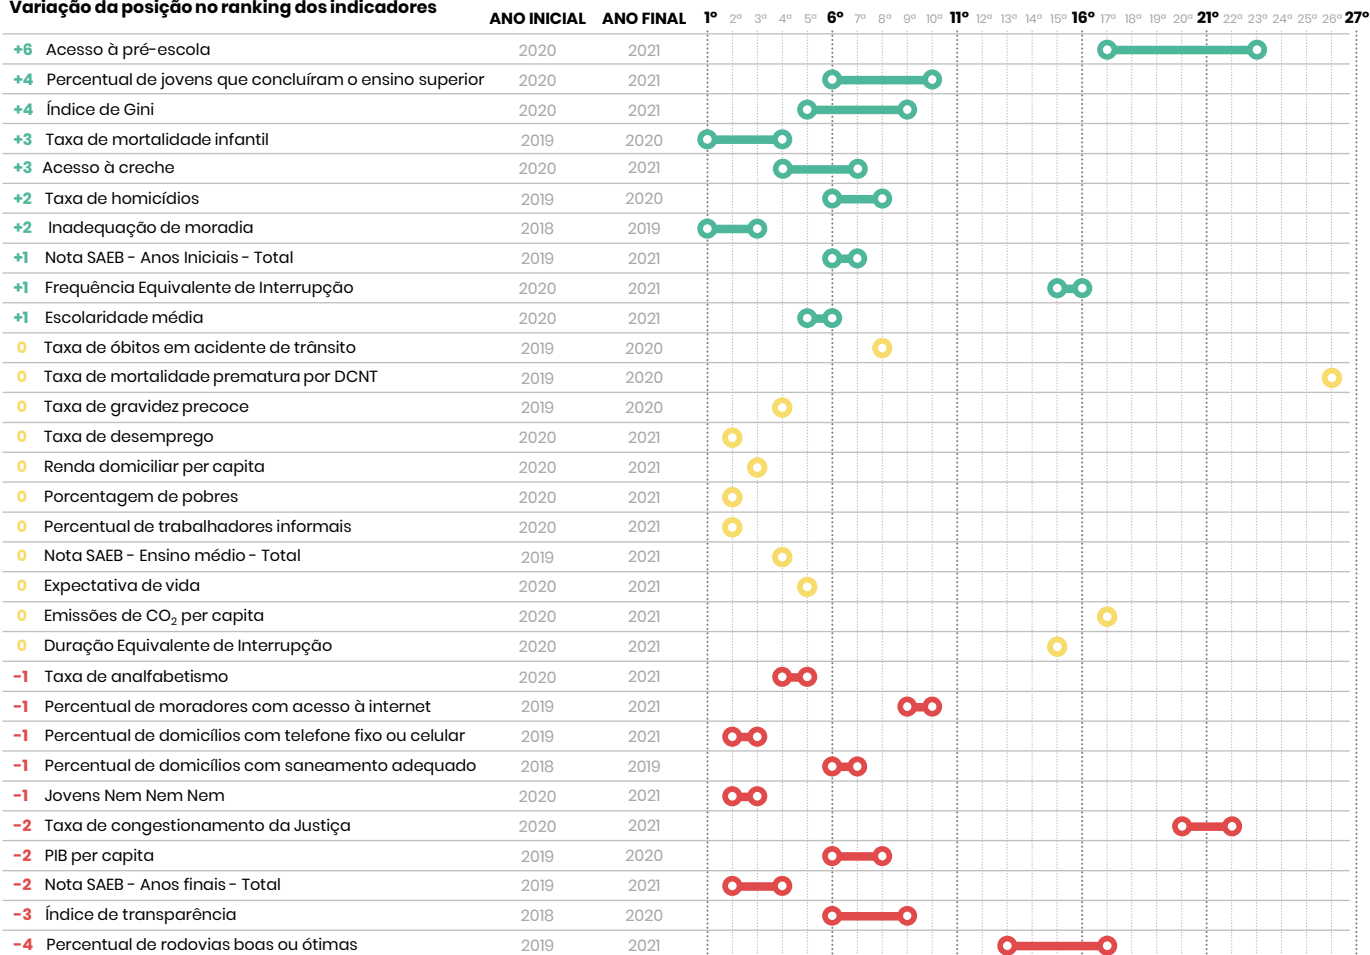 Variação da posição no ranking dos indicadores
ANO INICIAL ANO FINAL 1º 2º 3º 4º 5º 6º 7º 8º 9º 10º 11º 12º 13º 14º 15º 16º 17º 18º 19º 20º 21º 22º 23º 24º 25º 26º 27º
+6 Acesso à pré-escola 2020 2021
+4 Percentual de jovens que concluíram o ensino superior 2020 2021
+4 Índice de Gini 2020 2021
+3 Taxa de mortalidade infantil 2019 2020
+3 Acesso à creche 2020 2021
+2 Taxa de homicídios 2019 2020
+2 Inadequação de moradia 2018 2019
+1 Nota SAEB - Anos Iniciais - Total 2019 2021
+1 Frequência Equivalente de Interrupção 2020 2021
+1 Escolaridade média 2020 2021
0 Taxa de óbitos em acidente de trânsito 2019 2020
0 Taxa de mortalidade prematura por DCNT 2019 2020
0 Taxa de gravidez precoce 2019 2020
0 Taxa de desemprego 2020 2021
0 Renda domiciliar per capita 2020 2021
0 Porcentagem de pobres 2020 2021
0 Percentual de trabalhadores informais 2020 2021
0 Nota SAEB - Ensino médio - Total 2019 2021
0 Expectativa de vida 2020 2021
0 Emissões de CO₂ per capita 2020 2021
0 Duração Equivalente de Interrupção 2020 2021
-1 Taxa de analfabetismo 2020 2021
-1 Percentual de moradores com acesso à internet 2019 2021
-1 Percentual de domicílios com telefone fixo ou celular 2019 2021
-1 Percentual de domicílios com saneamento adequado 2018 2019
-1 Jovens Nem Nem Nem 2020 2021
-2 Taxa de congestionamento da Justiça 2020 2021
-2 PIB per capita 2019 2020
-2 Nota SAEB - Anos finais - Total 2019 2021
-3 Índice de transparência 2018 2020
-4 Percentual de rodovias boas ou ótimas 2019 2021